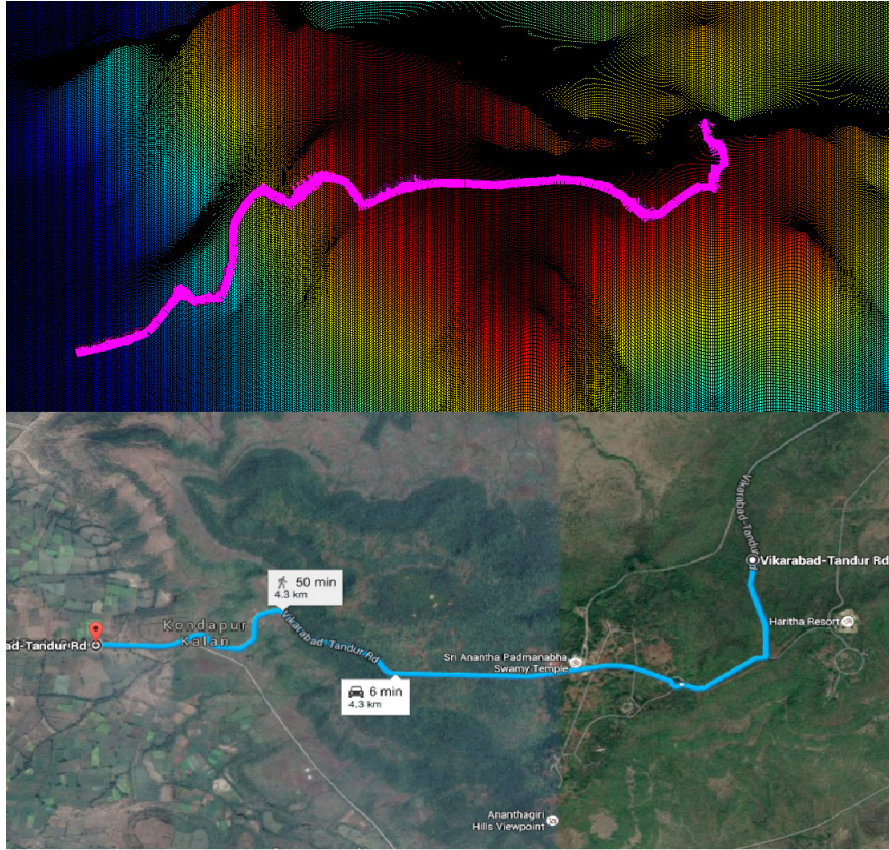 Vikarabad-Tandur
50 min
4.3 km
Vikarabad-Tandur Rd
Haritha Resort
Kondapur
Kalan
ad-Tandur Rd
Vikarabad-Tandur Rd
Sri Anantha Padmanabha
Swamy Temple
6 min
4.3 km
Ananthagiri
Hills Viewpoint